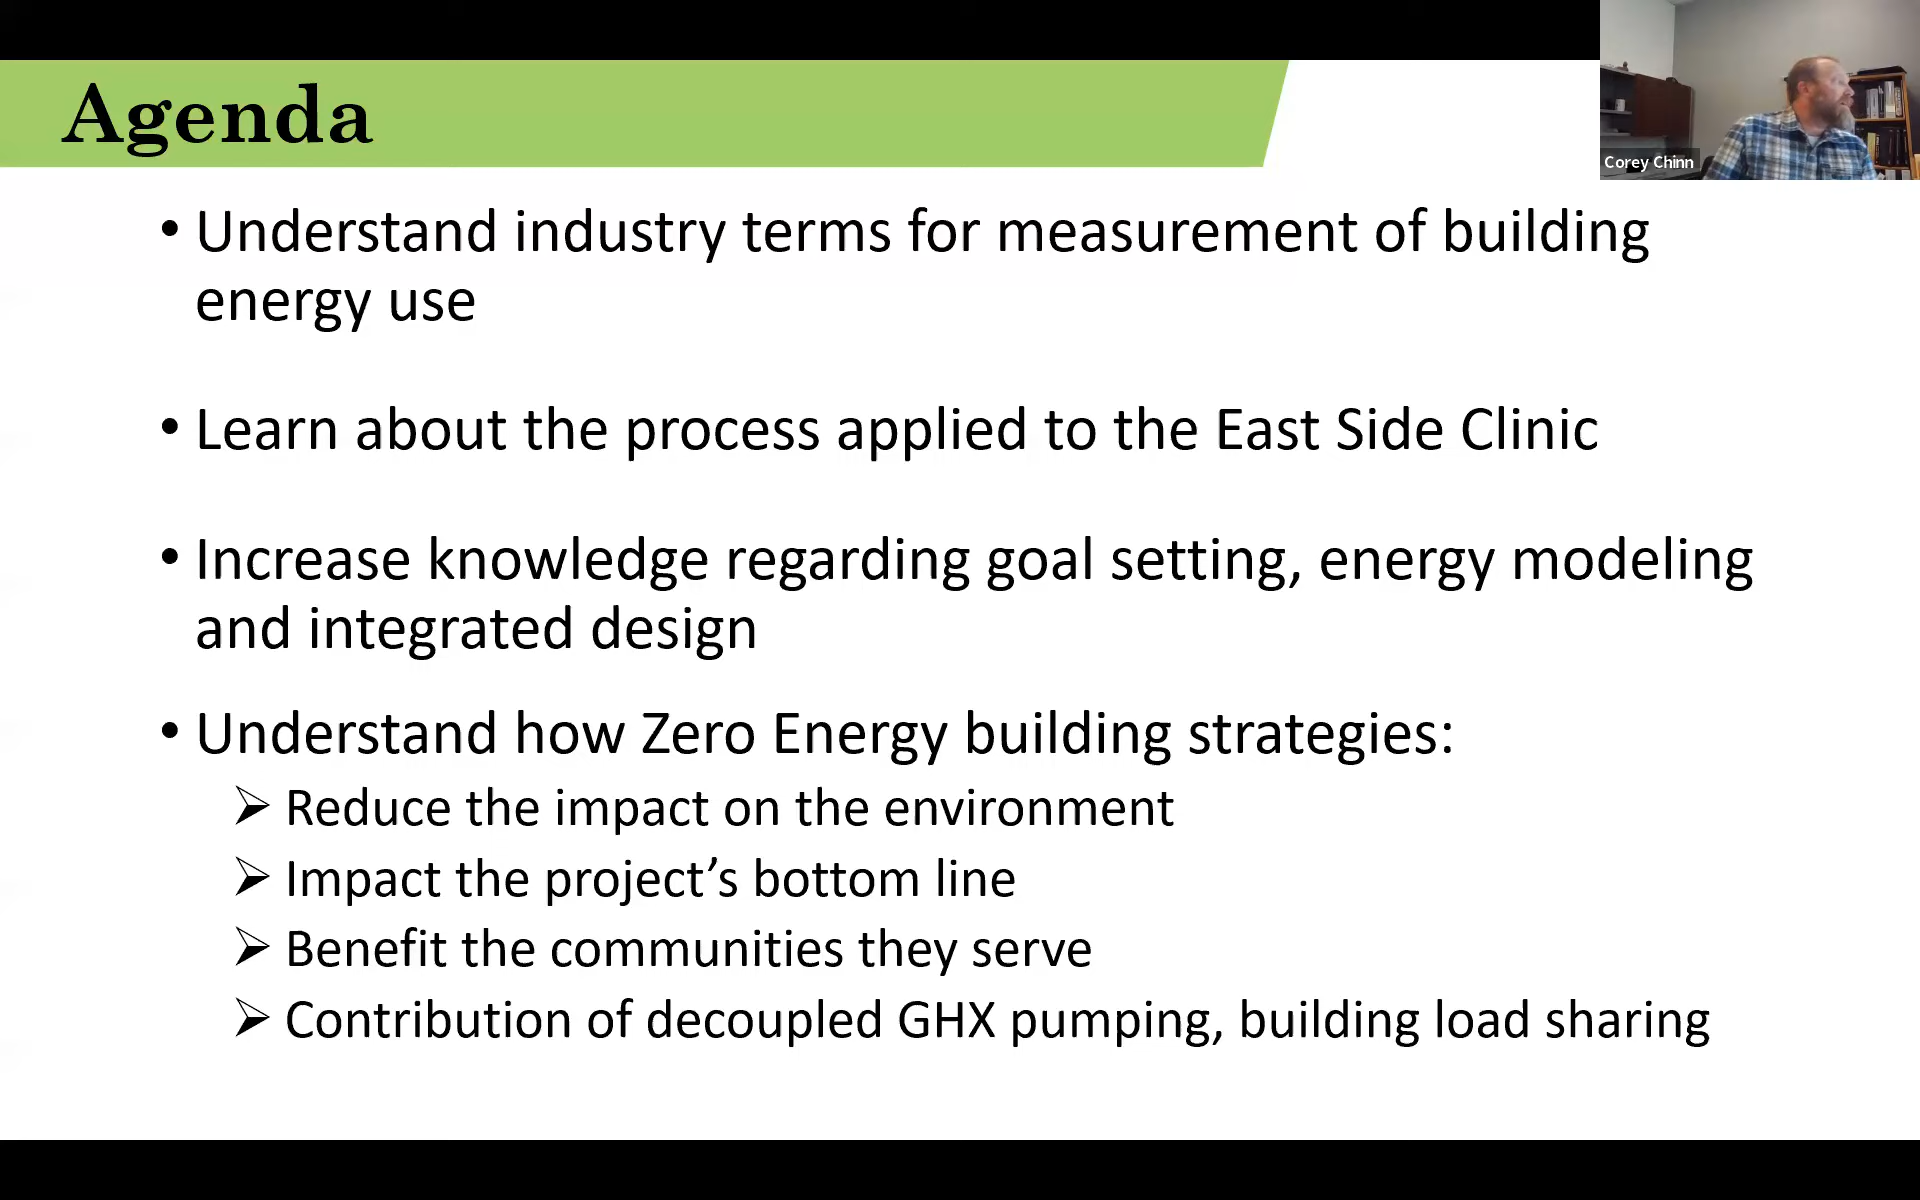 Agenda
Corey Chinn
• Understand industry terms for measurement of building
energy use
• Learn about the process applied to the East Side Clinic
• Increase knowledge regarding goal setting, energy modeling
and integrated design
• Understand how Zero Energy building strategies:
➢ Reduce the impact on the environment
➢ Impact the project’s bottom line
➢ Benefit the communities they serve
➢ Contribution of decoupled GHX pumping, building load sharing